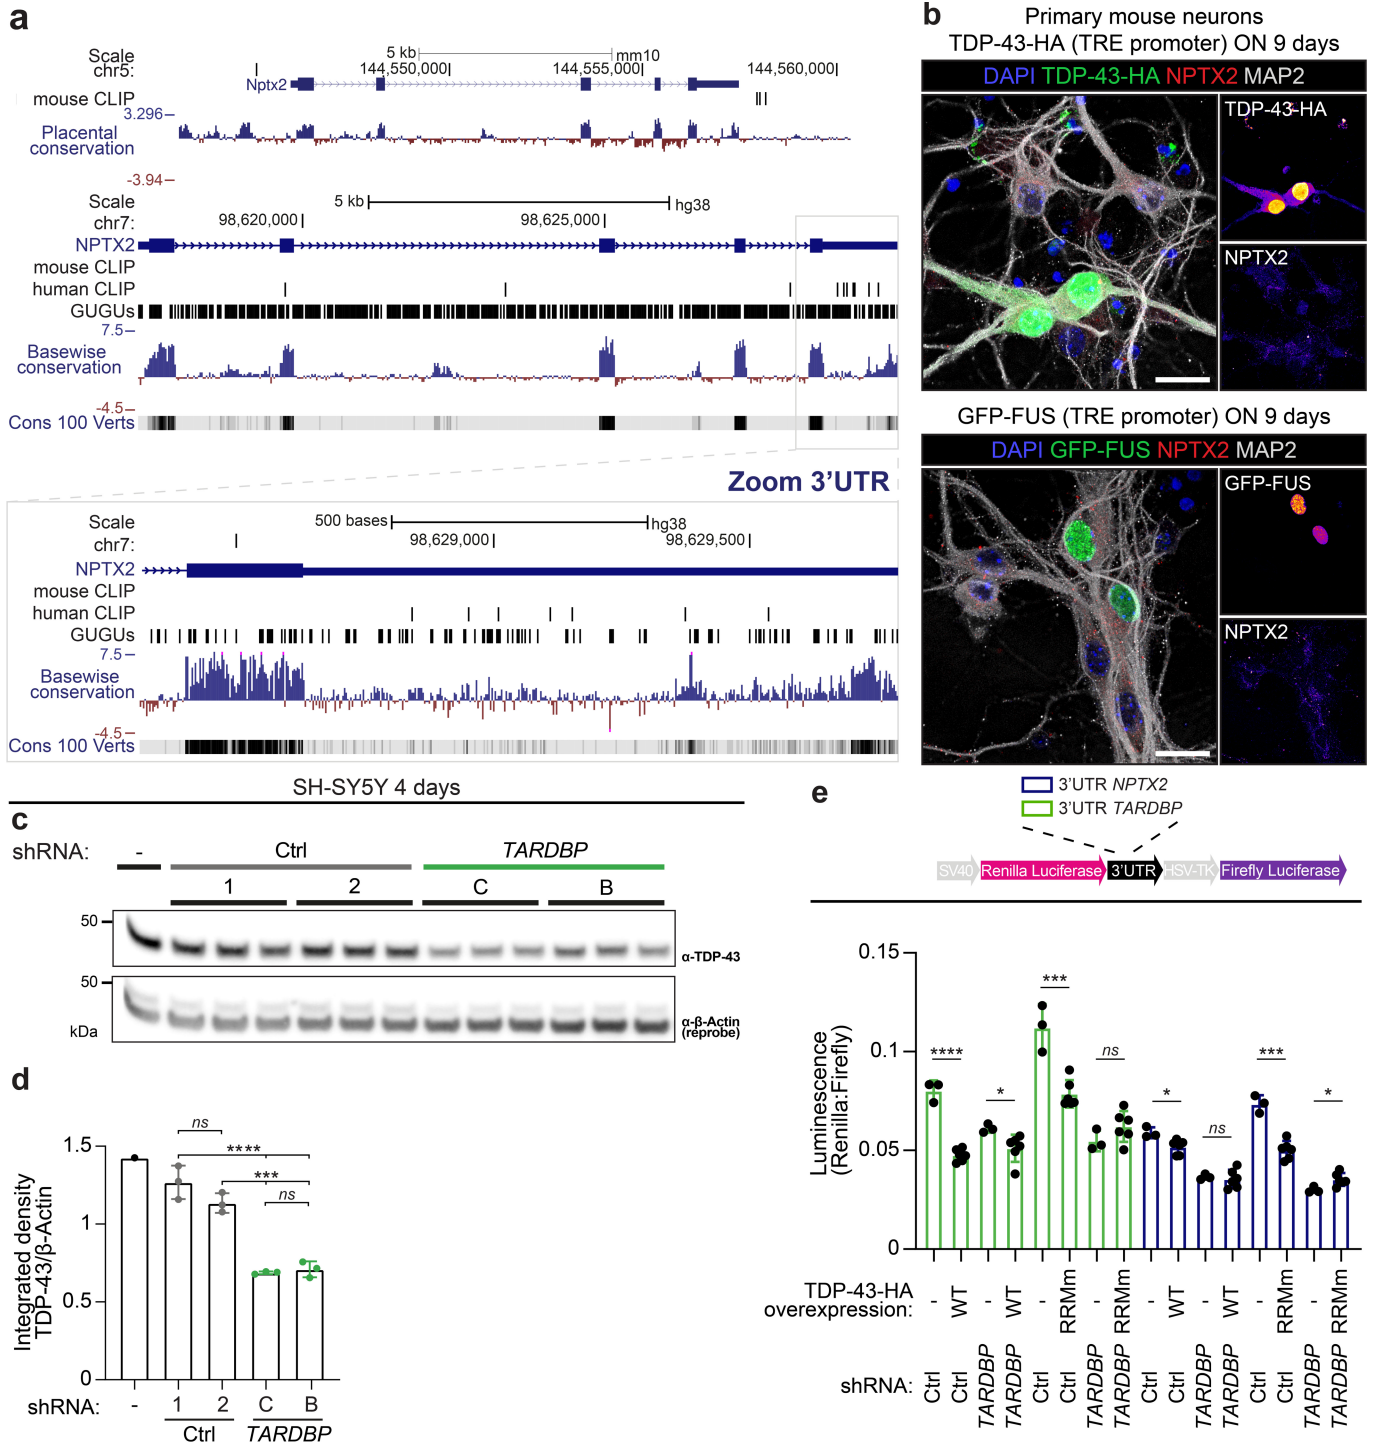 a
Scale
5 kb
mm10
chr5:
144,550,000
144,555,000
144,560,000
Nptx2
mouse CLIP
3.296
Placental
conservation
-3.94
Scale
5 kb
hg38
chr7:
98,620,000
98,625,000
NPTX2
mouse CLIP
human CLIP
GUGUs
7.5
Basewise
conservation
-4.5
Cons 100 Verts
Zoom 3'UTR
Scale
500 bases
hg38
chr7:
98,629,000
98,629,500
NPTX2
mouse CLIP
human CLIP
GUGUs
7.5
Basewise
conservation
-4.5
Cons 100 Verts
b
Primary mouse neurons
TDP-43-HA (TRE promoter) ON 9 days
DAPI TDP-43-HA NPTX2 MAP2
TDP-43-HA
NPTX2
GFP-FUS (TRE promoter) ON 9 days
DAPI GFP-FUS NPTX2 MAP2
GFP-FUS
NPTX2
SH-SY5Y 4 days
c
shRNA:
- Ctrl TARDBP
1 2 C B
50
α-TDP-43
50
α-β-Actin
(reprobe)
kDa
d
Integrated density
TDP-43/β-Actin
1.5
1
0.5
0
ns
****
***
ns
shRNA: - 1 2 C B
Ctrl TARDBP
e
3'UTR NPTX2
3'UTR TARDBP
SV40 Renilla Luciferase 3'UTR HSV-TK Firefly Luciferase
Luminescence
(Renilla:Firefly)
0.15
0.1
0.05
0
**** * *** ns * ns *** *
TDP-43-HA
overexpression:
- WT - WT - RRMm - RRMm - WT - WT - RRMm - RRMm
shRNA:
Ctrl Ctrl TARDBP TARDBP Ctrl Ctrl TARDBP TARDBP Ctrl Ctrl TARDBP TARDBP Ctrl Ctrl TARDBP TARDBP